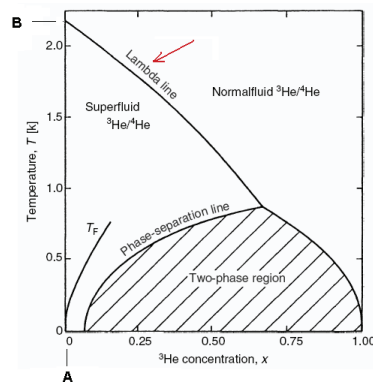 B
2.0
1.5
1.0
0.5
0
Temperature, T [k]
Lambda line
Normalfluid ³He/⁴He
Superfluid
³He/⁴He
T_F
Phase-separation line
Two-phase region
0
0.25
0.50
0.75
1.00
³He concentration, x
A